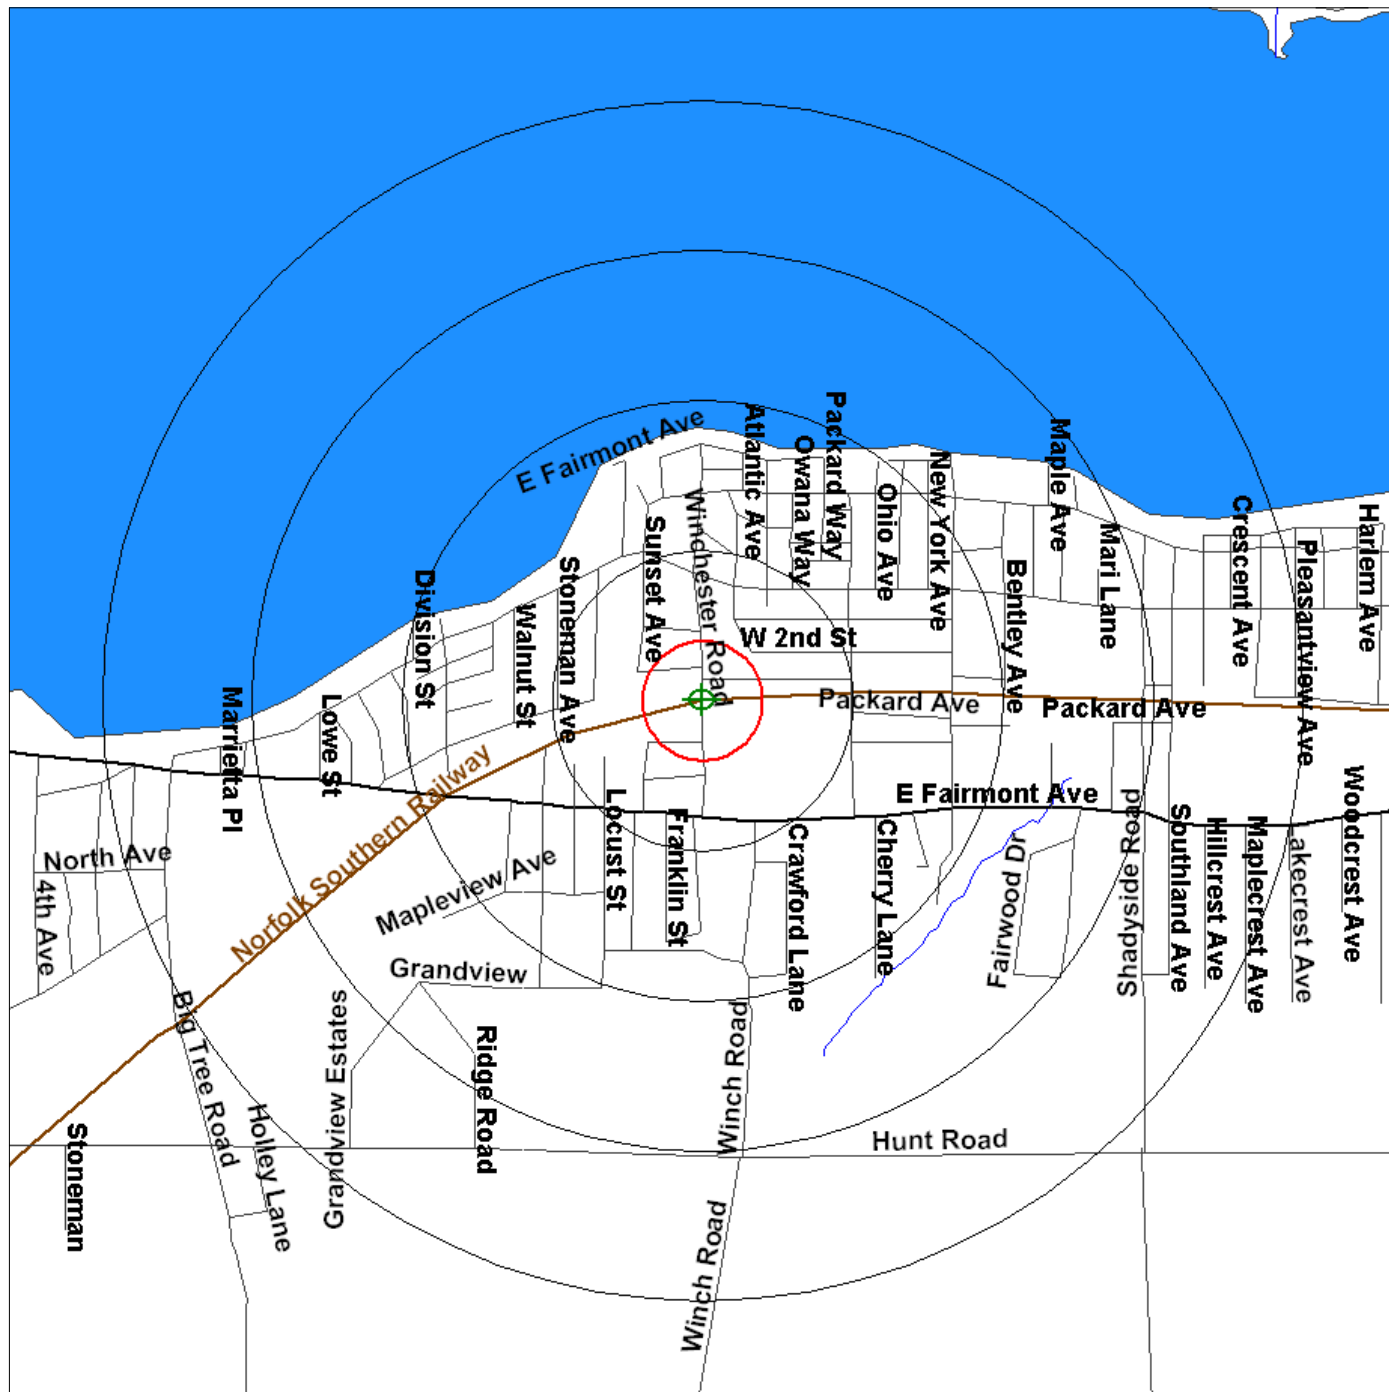 E Fairmont Ave
Atlantic Ave
Owana Way
Packard Way
Ohio Ave
New York Ave
Maple Ave
Mari Lane
Crescent Ave
Pleasantview Ave
Harlem Ave
Winchester Road
Sunset Ave
Stoneman Ave
Walnut St
Division St
Bentley Ave
W 2nd St
Packard Ave
Packard Ave
Marrietta Pl
Lowe St
Norfolk Southern Railway
E Fairmont Ave
Locust St
Franklin St
Crawford Lane
Cherry Lane
Fairwood Dr
Shadyside Road
Southland Ave
Hillcrest Ave
Maplecrest Ave
akecrest Ave
Woodcrest Ave
North Ave
4th Ave
Mapleview Ave
Grandview
Big Tree Road
Grandview Estates
Ridge Road
Winch Road
Hunt Road
Holley Lane
Stoneman
Winch Road